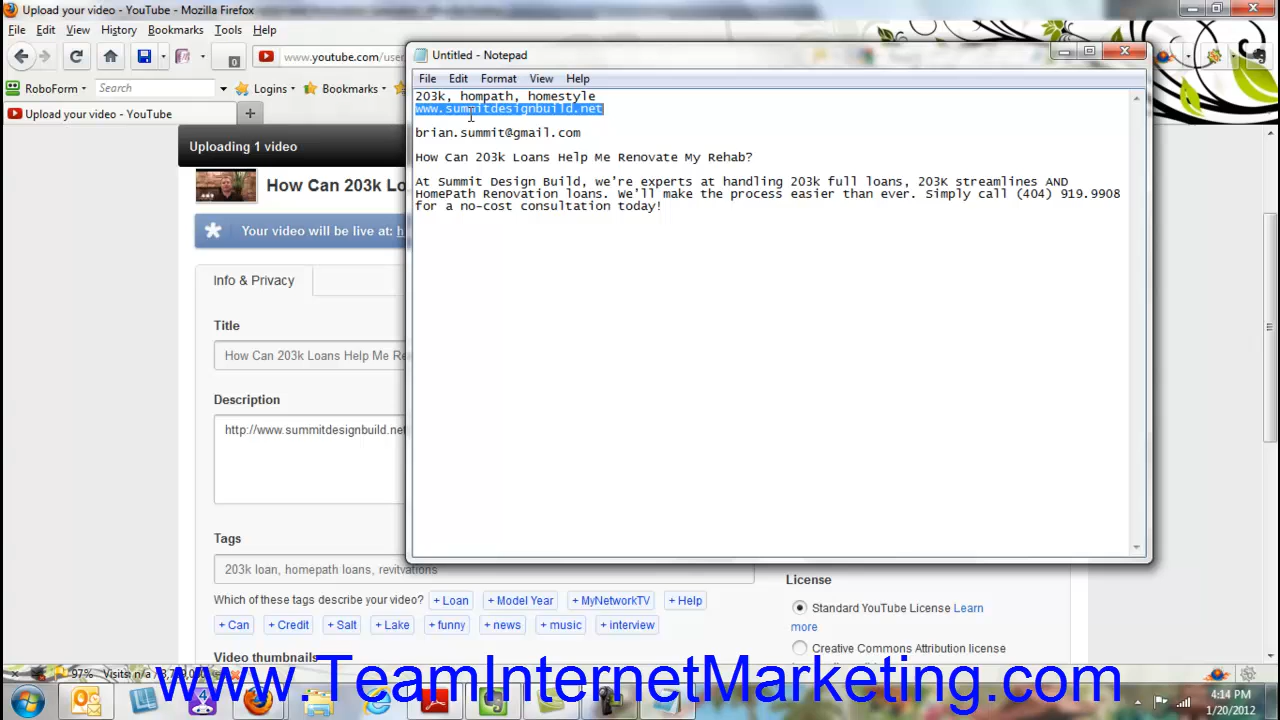 Upload your video - YouTube - Mozilla Firefox
File Edit View History Bookmarks Tools Help
0
www.youtube.com/user
RoboForm Search Logins Bookmarks
Upload your video - YouTube
Untitled - Notepad
File Edit Format View Help
203k, hompath, homestyle
www.summitdesignbuild.net
brian.summit@gmail.com
How Can 203k Loans Help Me Renovate My Rehab?
At Summit Design Build, we're experts at handling 203k full loans, 203K streamlines AND
HomePath Renovation loans. We'll make the process easier than ever. Simply call (404) 919.9908
for a no-cost consultation today!
Uploading 1 video
How Can 203k Lo
Your video will be live at: h
Info & Privacy
Title
How Can 203k Loans Help Me Re
Description
http://www.summitdesignbuild.net
Tags
203k loan, homepath loans, revitvations
Which of these tags describe your video? + Loan + Model Year + MyNetworkTV + Help
+ Can + Credit + Salt + Lake + funny + news + music + interview
Video thumbnails
License
Standard YouTube License Learn
more
Creative Commons Attribution license
97% Visits n/a
www.TeamInternetMarketing.com
4:14 PM
1/20/2012